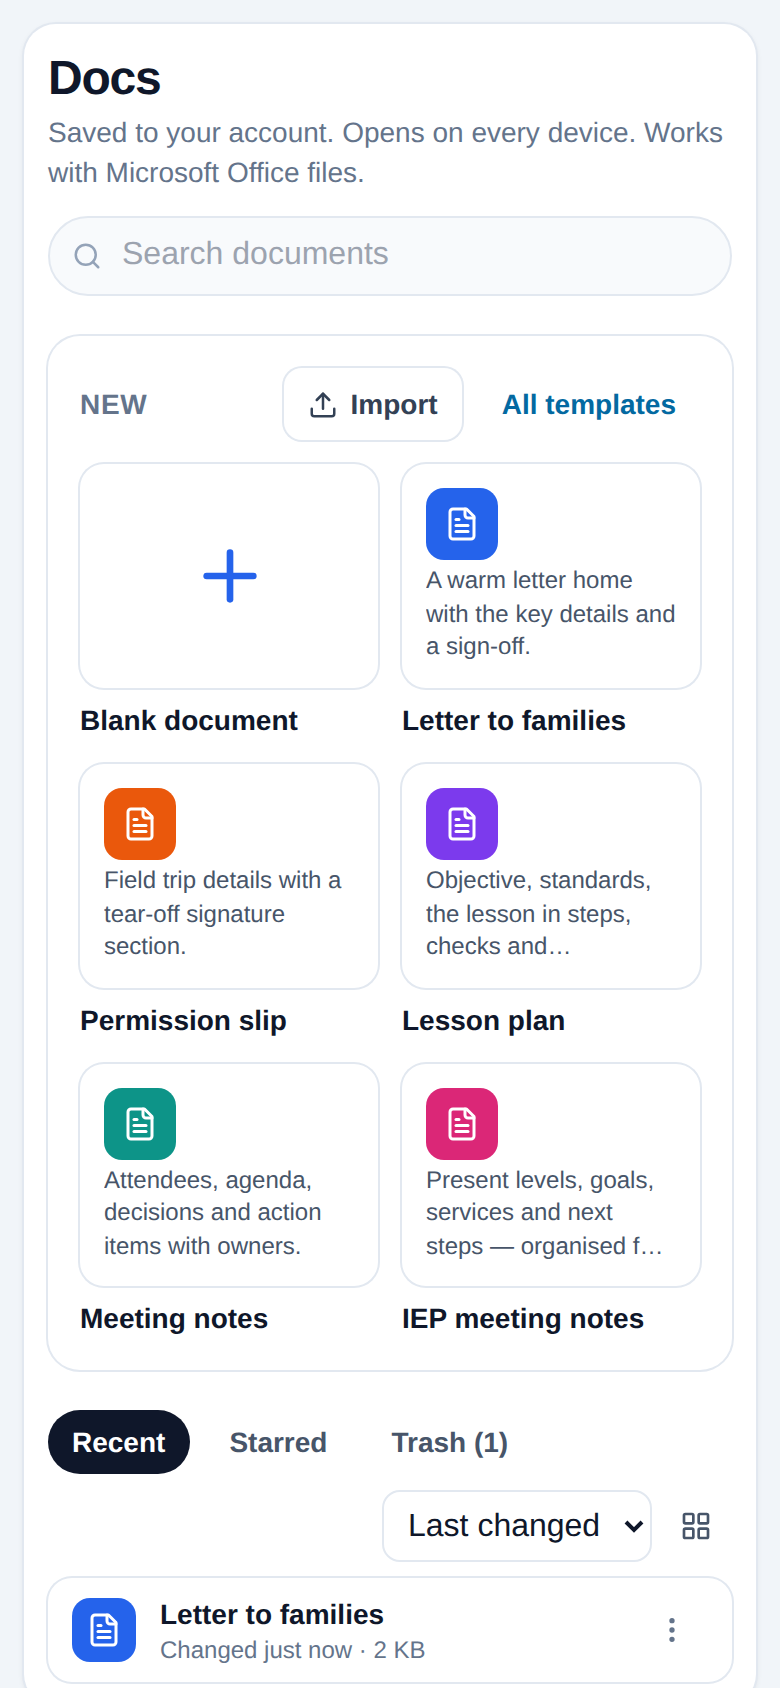 Docs
Saved to your account. Opens on every device. Works
with Microsoft Office files.
Search documents
NEW
Import
All templates
A warm letter home
with the key details and
a sign-off.
Blank document
Letter to families
Field trip details with a
tear-off signature
section.
Objective, standards,
the lesson in steps,
checks and…
Permission slip
Lesson plan
Attendees, agenda,
decisions and action
items with owners.
Present levels, goals,
services and next
steps — organised f…
Meeting notes
IEP meeting notes
Recent
Starred
Trash (1)
Last changed
Letter to families
Changed just now · 2 KB